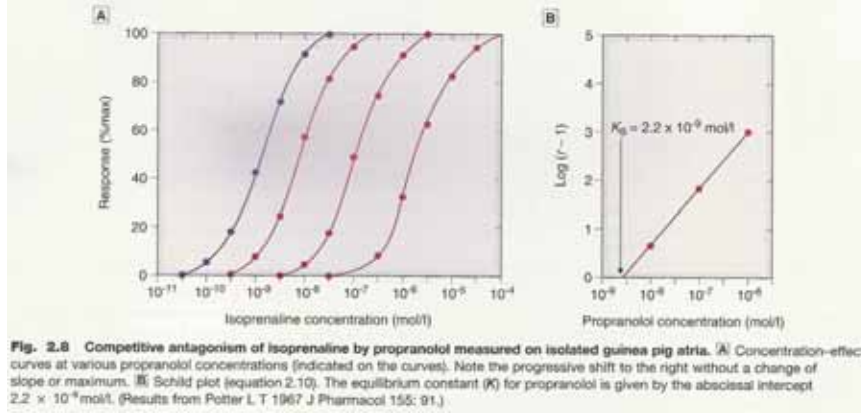 A
B
100
80
60
40
20
0
Response (%max)
10-11 10-10 10-9 10-8 10-7 10-6 10-5 10-4
Isoprenaline concentration (mol/l)
5
4
3
2
1
0
Log (r – 1)
KB = 2.2 x 10-9 mol/l
10-9 10-8 10-7 10-6
Propranolol concentration (mol/l)
Fig. 2.8 Competitive antagonism of isoprenaline by propranolol measured on isolated guinea pig atria. A Concentration–effec
curves at various propranolol concentrations (indicated on the curves). Note the progressive shift to the right without a change of
slope or maximum. B Schild plot (equation 2.10). The equilibrium constant (K) for propranolol is given by the abscissal intercept
2.2 × 10-9 mol/l. (Results from Potter L T 1967 J Pharmacol 155: 91.)